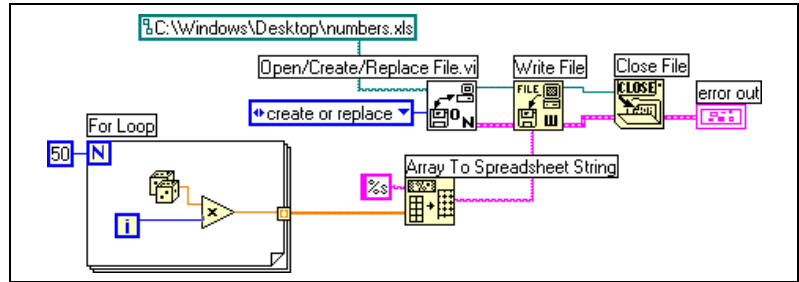 C:\Windows\Desktop\numbers.xls
Open/Create/Replace File.vi
Write File
Close File
FILE
CLOSE
error out
create or replace
O
N
W
For Loop
50
N
Array To Spreadsheet String
%s
x
i